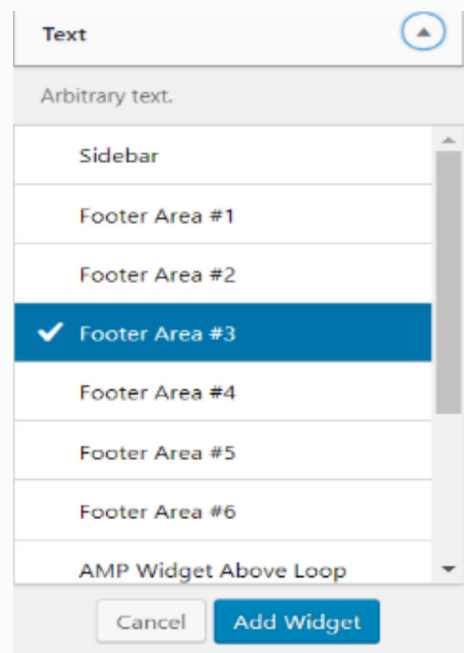 Text
Arbitrary text.
Sidebar
Footer Area #1
Footer Area #2
Footer Area #3
Footer Area #4
Footer Area #5
Footer Area #6
AMP Widget Above Loop
Cancel Add Widget